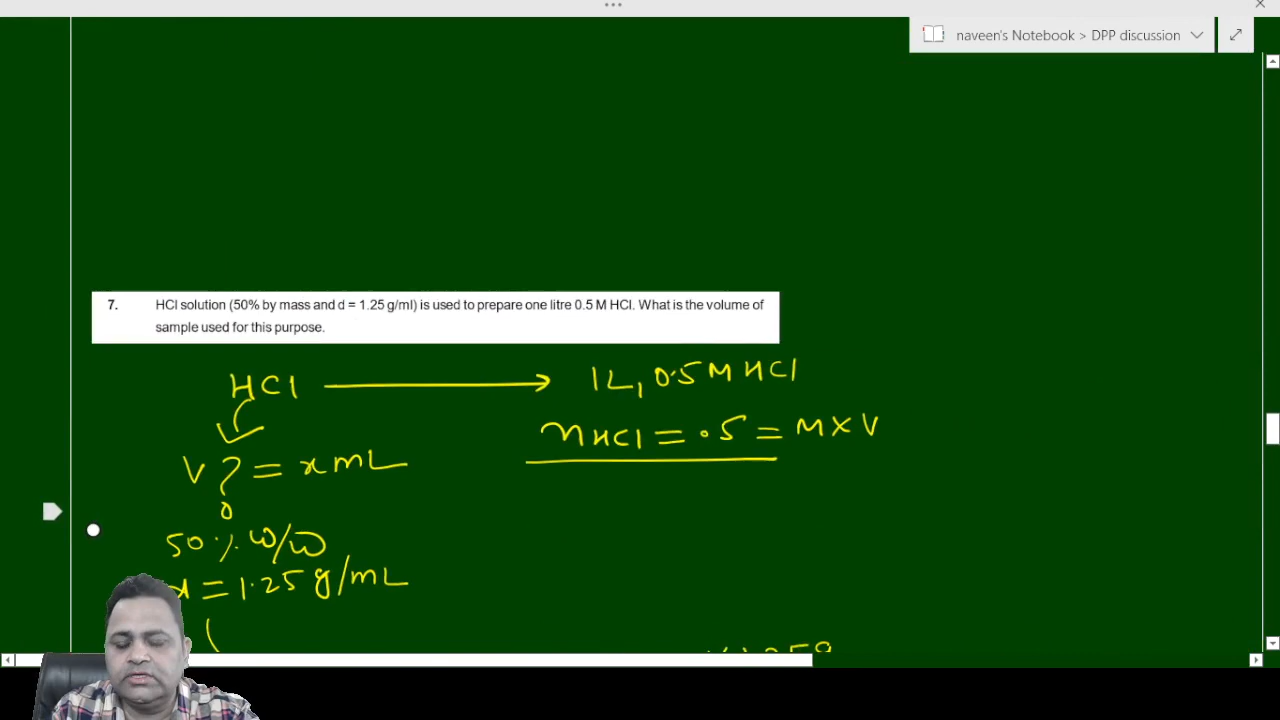 naveen's Notebook > DPP discussion
7. HCl solution (50% by mass and d = 1.25 g/ml) is used to prepare one litre 0.5 M HCl. What is the volume of
sample used for this purpose.
HCl ⟶ 1L, 0.5 M HCl
nHCl = .5 = M X V
V ? = x mL
50 % w/w
d = 1.25 g/mL